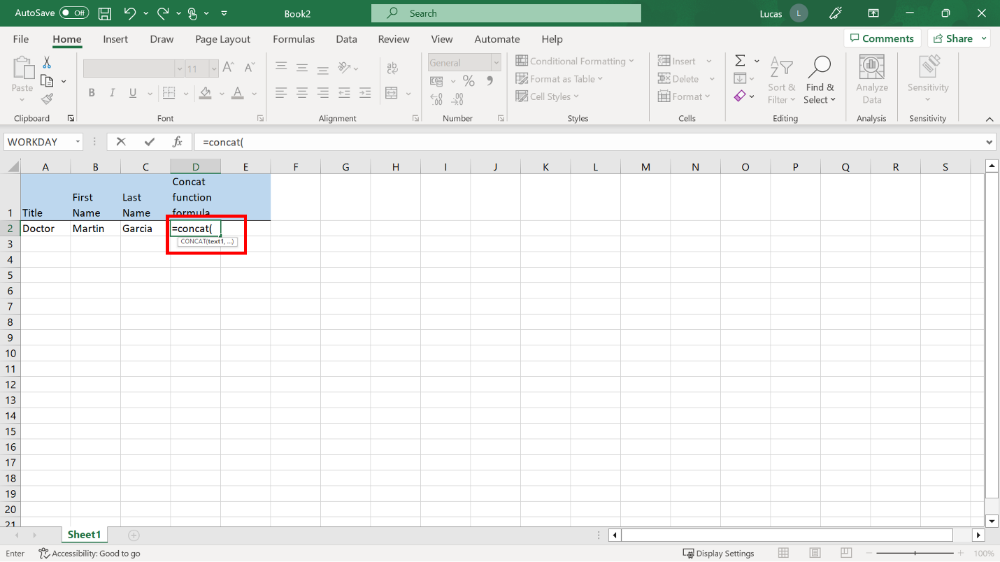 AutoSave Off Book2 Search Lucas L
File Home Insert Draw Page Layout Formulas Data Review View Automate Help Comments Share
Paste
Clipboard
11
B I U A
Font
ab
Alignment
General
% 9
Number
Conditional Formatting
Format as Table
Cell Styles
Styles
Insert
Delete
Format
Cells
Sort & Filter
Find & Select
Editing
Analyze Data
Analysis
Sensitivity
Sensitivity
WORKDAY fx =concat(
A B C D E F G H I J K L M N O P Q R S
1 Title First Name Last Name Concat function formula
2 Doctor Martin Garcia =concat(
CONCAT(text1, ...)
3
4
5
6
7
8
9
10
11
12
13
14
15
16
17
18
19
20
21
Sheet1
Enter Accessibility: Good to go Display Settings 100%